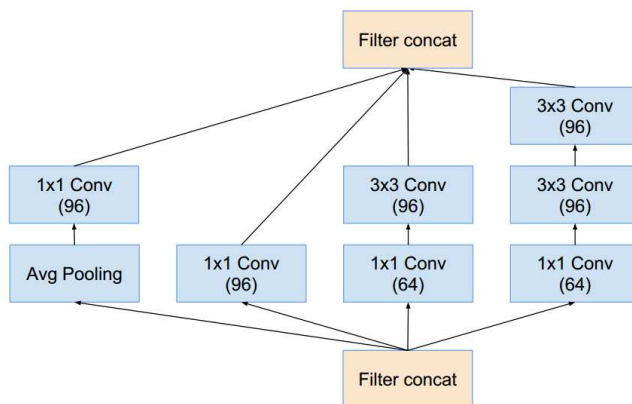 Filter concat
3x3 Conv
(96)
1x1 Conv
(96)
3x3 Conv
(96)
3x3 Conv
(96)
Avg Pooling
1x1 Conv
(96)
1x1 Conv
(64)
1x1 Conv
(64)
Filter concat